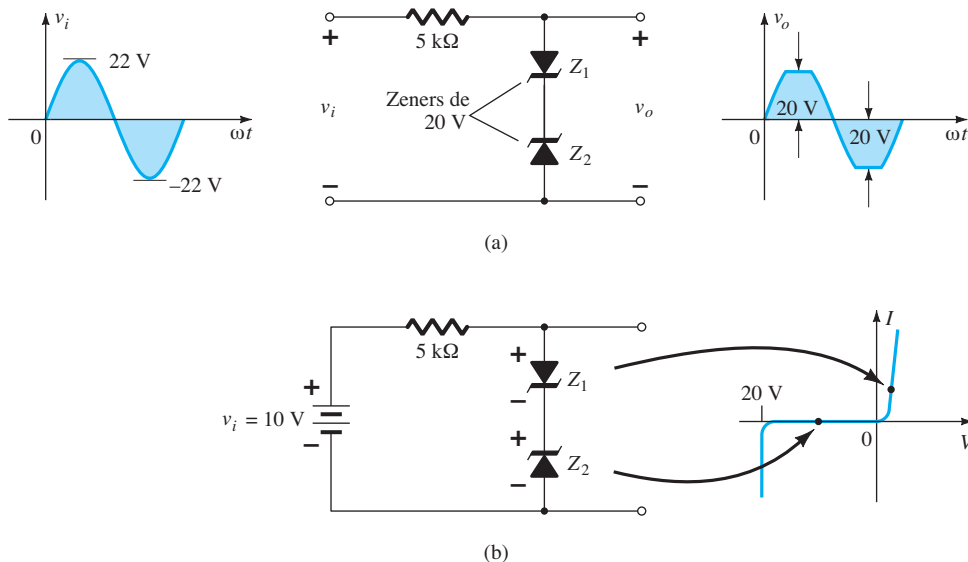 v_i
22 V
0
ωt
–22 V
+
5 kΩ
+
Z_1
v_i
Zeners de
20 V
v_o
Z_2
–
–
v_o
20 V
20 V
0
ωt
(a)
5 kΩ
+
Z_1
–
+
v_i = 10 V
–
+
Z_2
–
I
20 V
0
V
(b)